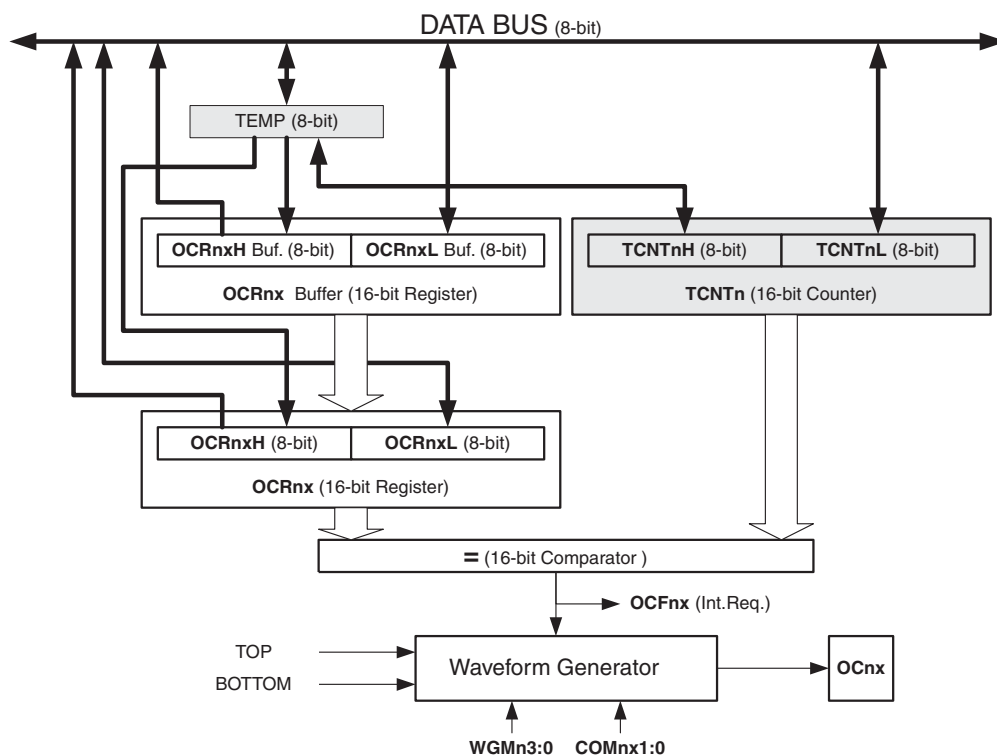 DATA BUS (8-bit)
TEMP (8-bit)
OCRnxH Buf. (8-bit) OCRnxL Buf. (8-bit)
OCRnx Buffer (16-bit Register)
TCNTnH (8-bit) TCNTnL (8-bit)
TCNTn (16-bit Counter)
OCRnxH (8-bit) OCRnxL (8-bit)
OCRnx (16-bit Register)
= (16-bit Comparator )
OCFnx (Int.Req.)
TOP
BOTTOM
Waveform Generator
OCnx
WGMn3:0 COMnx1:0